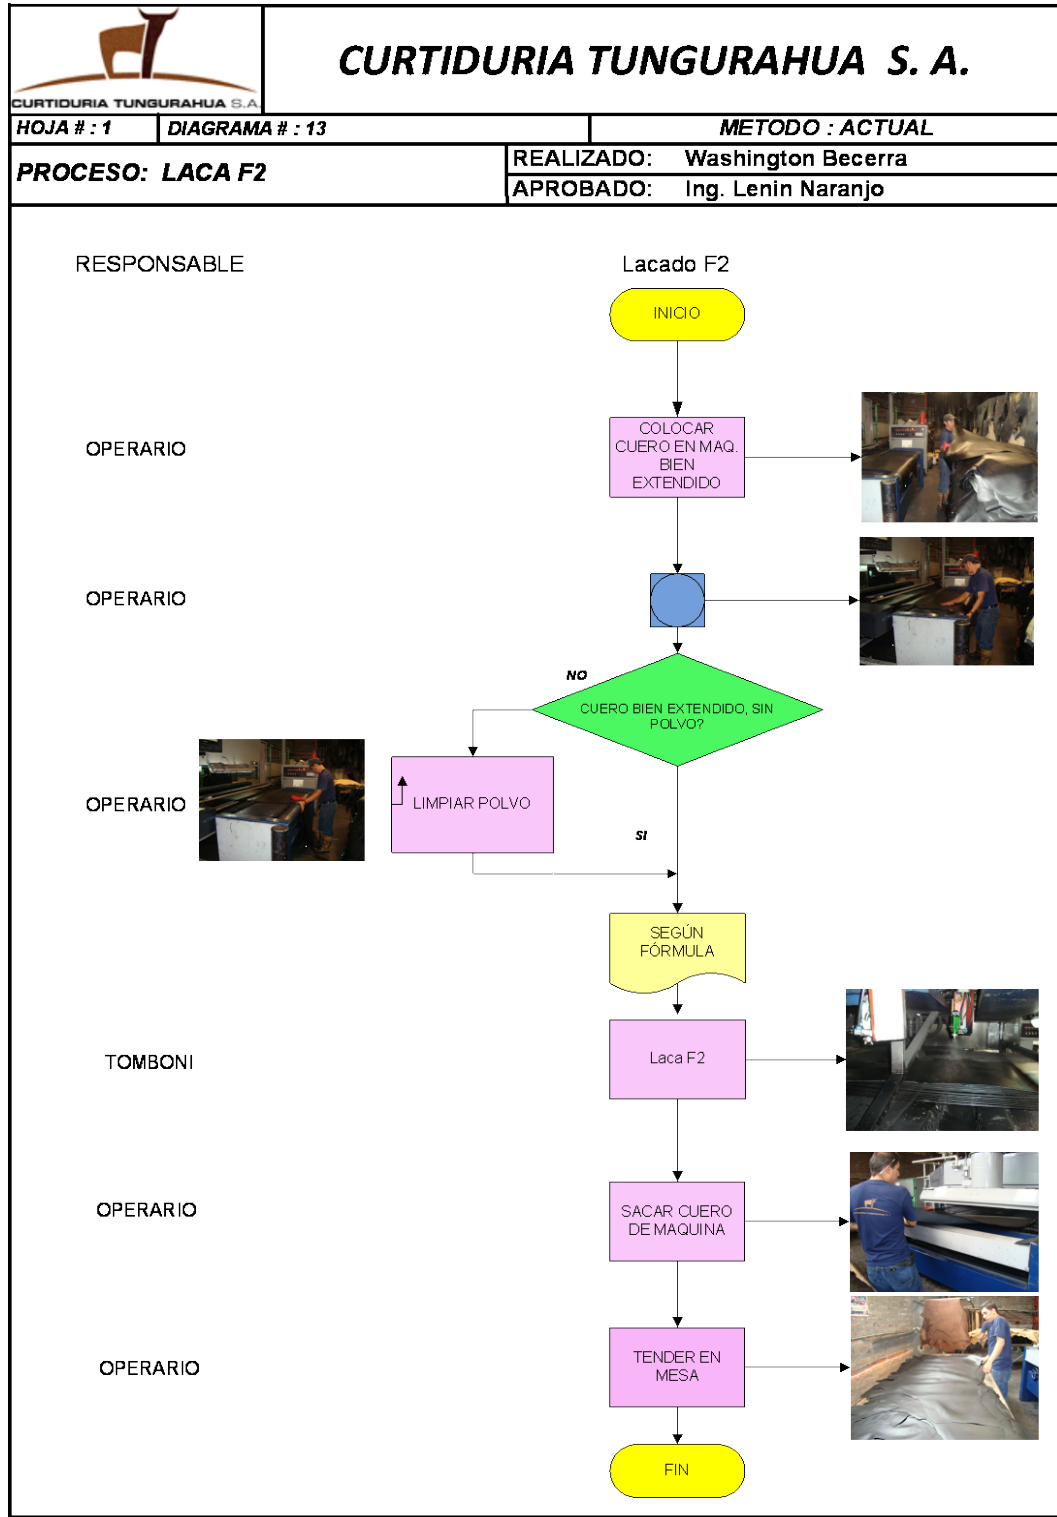 CURTIDURIA TUNGURAHUA S.A.
CURTIDURIA TUNGURAHUA S. A.
HOJA # : 1
DIAGRAMA # : 13
METODO : ACTUAL
PROCESO: LACA F2
REALIZADO: Washington Becerra
APROBADO: Ing. Lenin Naranjo
RESPONSABLE
Lacado F2
INICIO
OPERARIO
COLOCAR
CUERO EN MAQ.
BIEN
EXTENDIDO
OPERARIO
NO
CUERO BIEN EXTENDIDO, SIN
POLVO?
OPERARIO
LIMPIAR POLVO
SI
SEGÚN
FÓRMULA
TOMBONI
Laca F2
OPERARIO
SACAR CUERO
DE MAQUINA
OPERARIO
TENDER EN
MESA
FIN